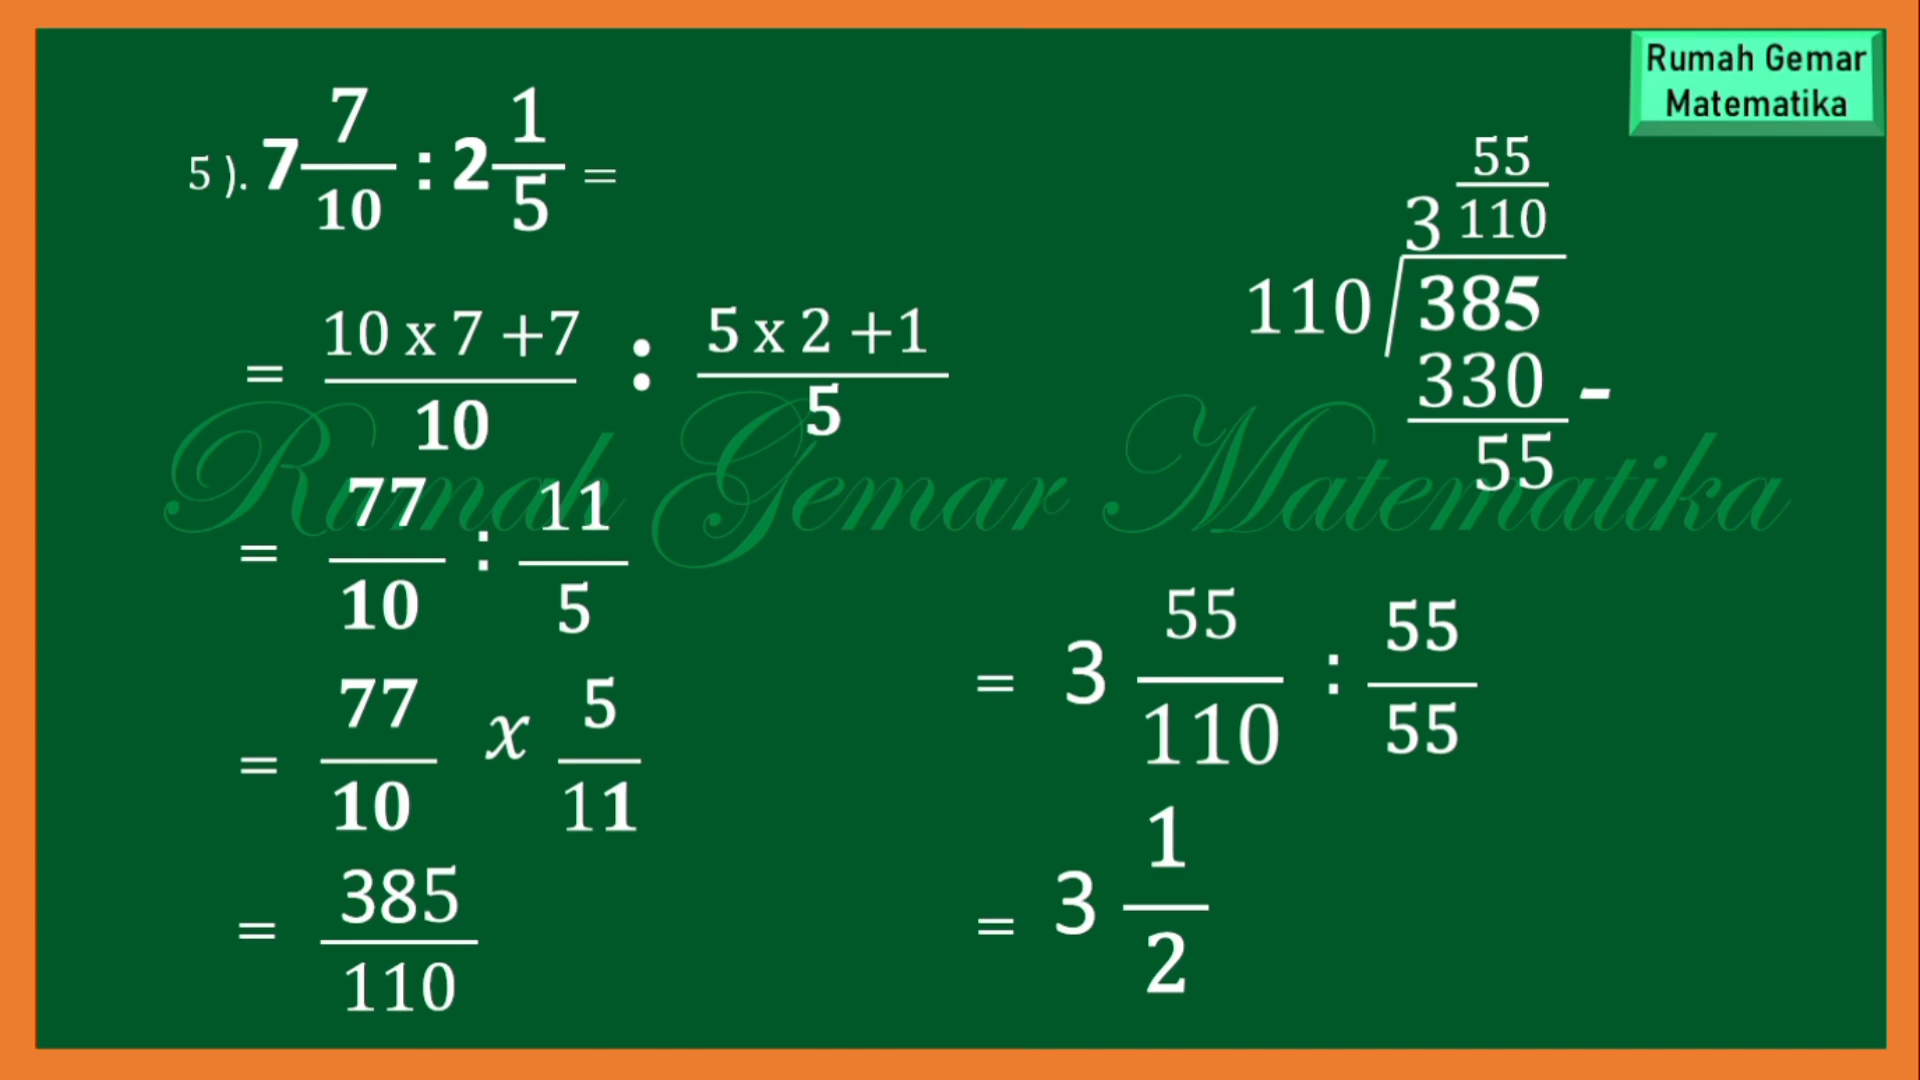 Rumah Gemar
Matematika
5 ). 7 7/10 : 2 1/5 =
= 10 x 7 +7 / 10 : 5 x 2 +1 / 5
= 77/10 : 11/5
= 77/10 x 5/11
= 385/110
3 55/110
110 385
330 -
55
= 3 55/110 : 55/55
= 3 1/2
Rumah Gemar Matematika